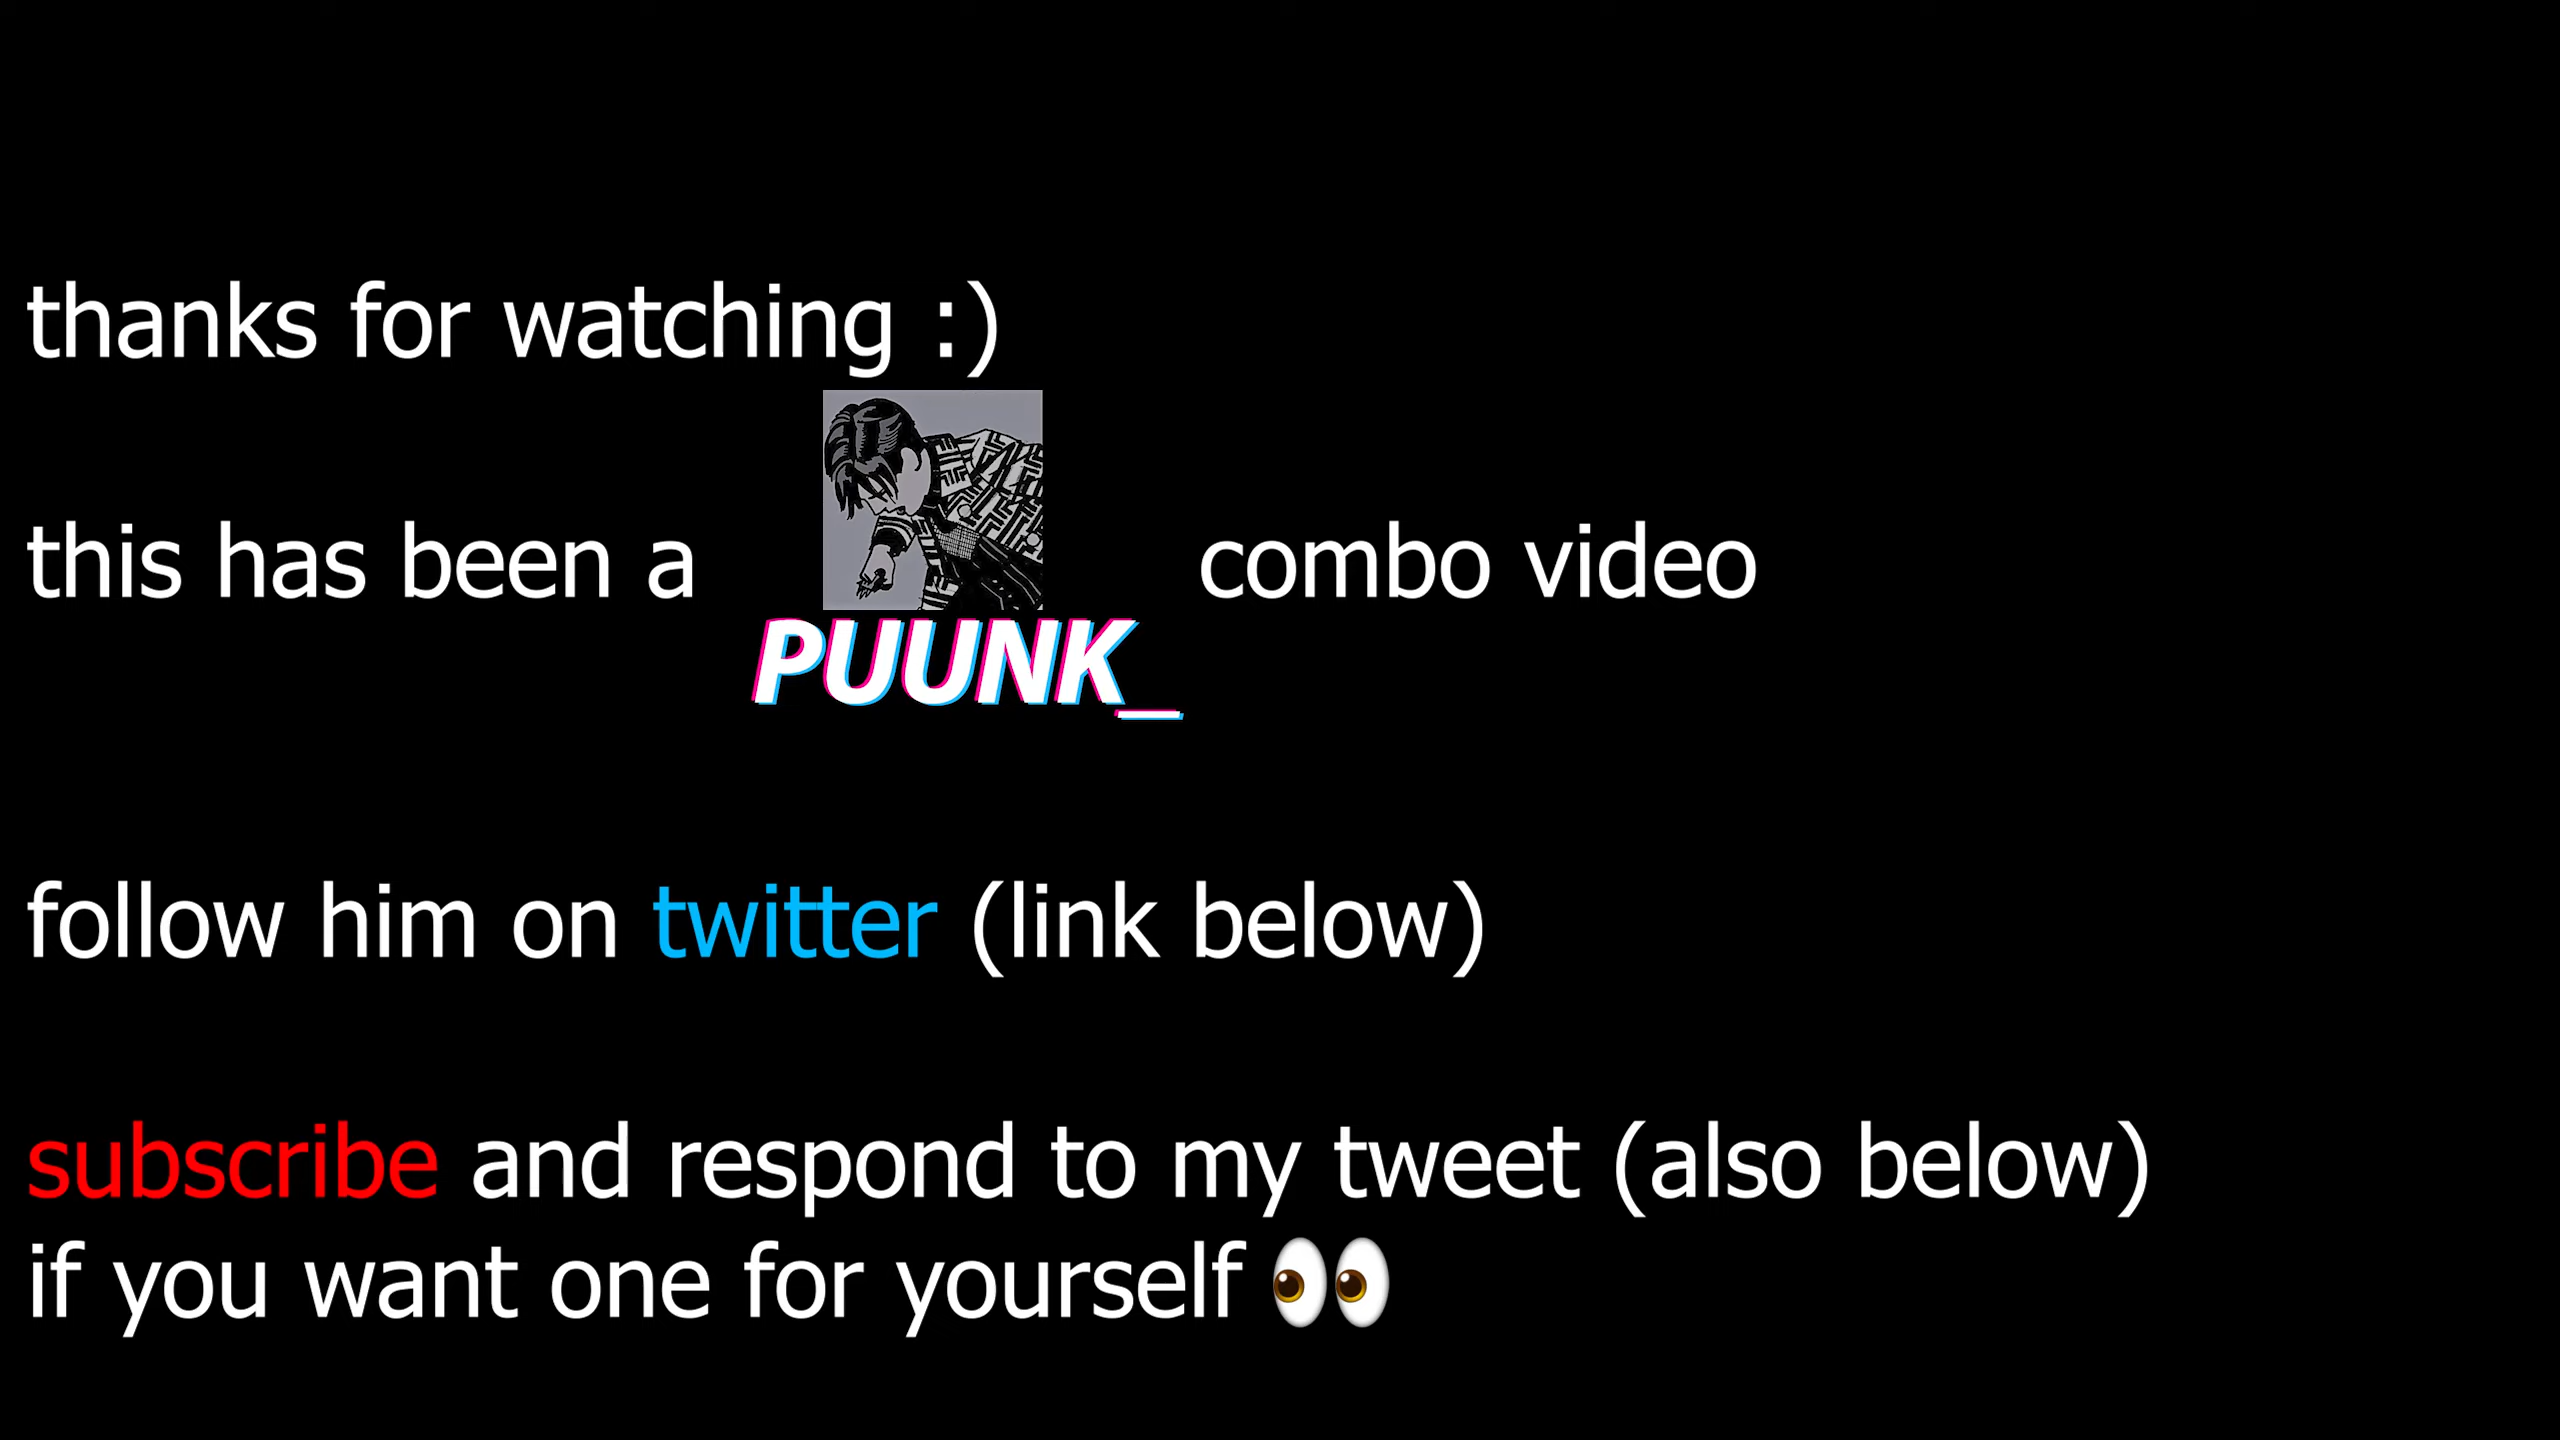 thanks for watching :)
this has been a PUUNK_ combo video
follow him on twitter (link below)
subscribe and respond to my tweet (also below)
if you want one for yourself 👀